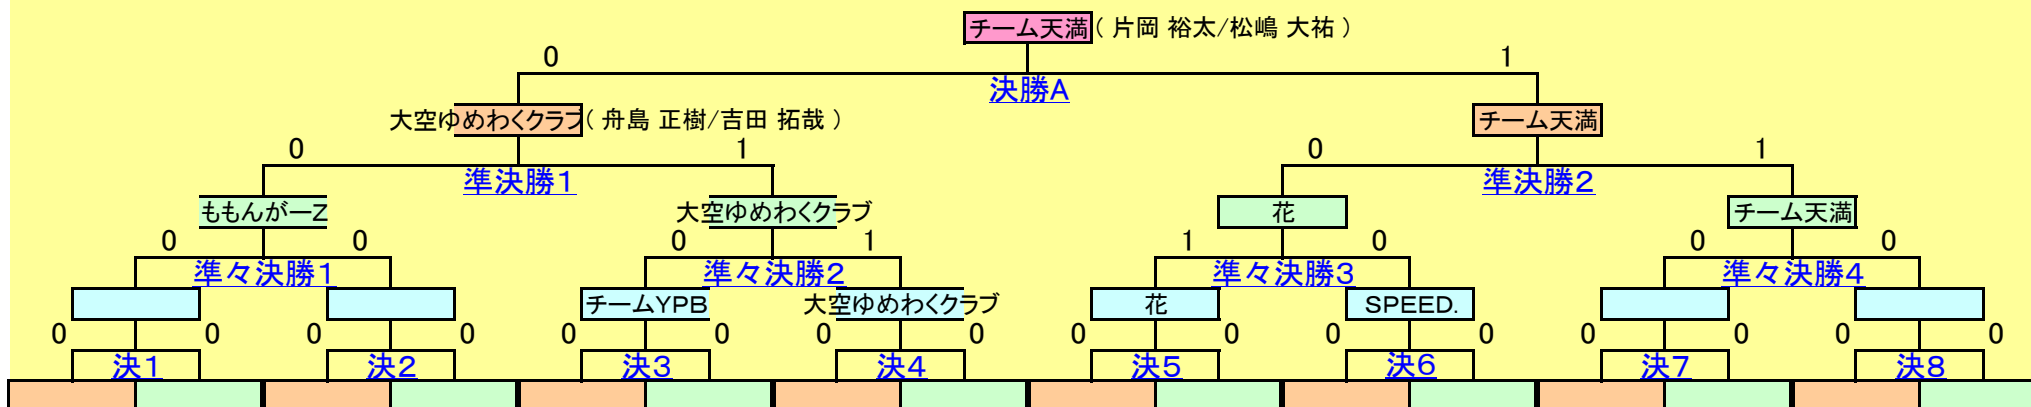 チーム天満( 片岡 裕太/松嶋 大祐 )
0 1
決勝A
大空ゆめわくクラブ( 舟島 正樹/吉田 拓哉 ) チーム天満
0 1 0 1
準決勝1 準決勝2
ももんがーZ 大空ゆめわくクラブ 花 チーム天満
0 0 0 1 1 0 0 0
準々決勝1 準々決勝2 準々決勝3 準々決勝4
チームYPB 大空ゆめわくクラブ 花 SPEED.
0 0 0 0 0 0 0 0 0 0 0 0 0 0 0 0
決1 決2 決3 決4 決5 決6 決7 決8